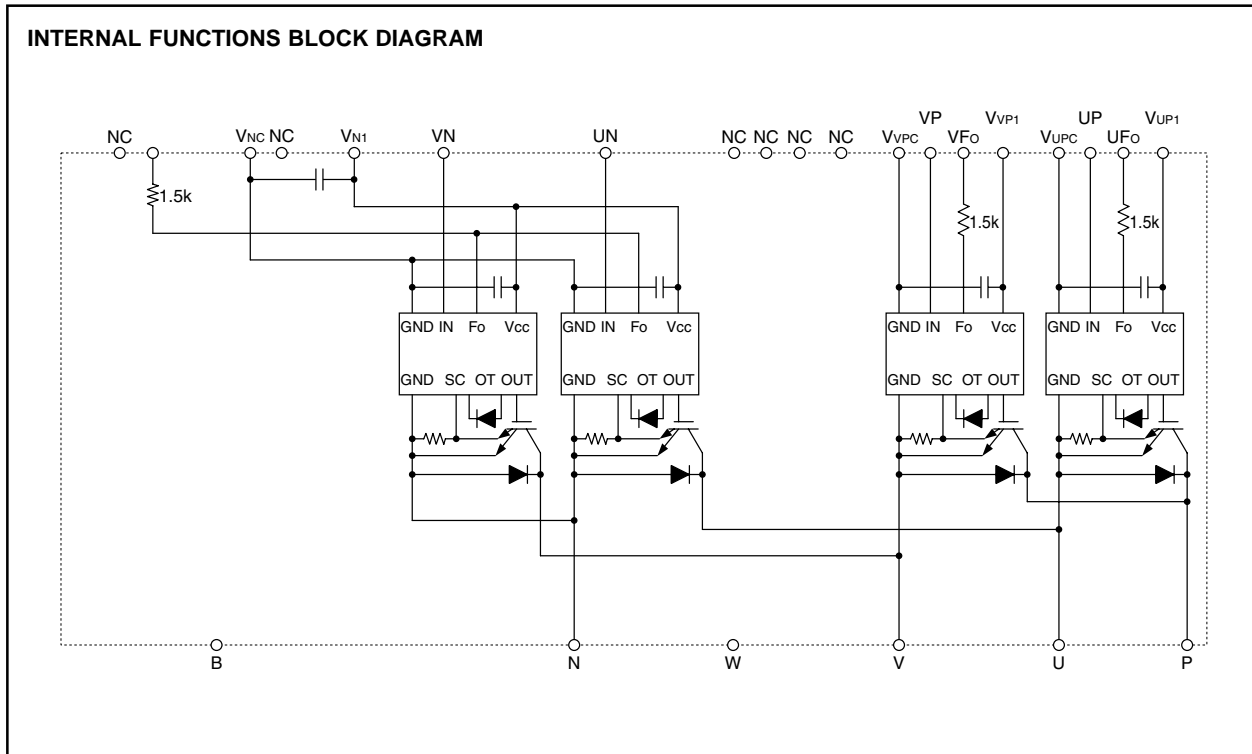 INTERNAL FUNCTIONS BLOCK DIAGRAM
NC VNC NC VN1 VN UN NC NC NC NC VVPC VP VFO VVP1 VUPC UP UFO VUP1
1.5k 1.5k 1.5k
GND IN Fo Vcc GND IN Fo Vcc GND IN Fo Vcc GND IN Fo Vcc
GND SC OT OUT GND SC OT OUT GND SC OT OUT GND SC OT OUT
B N W V U P